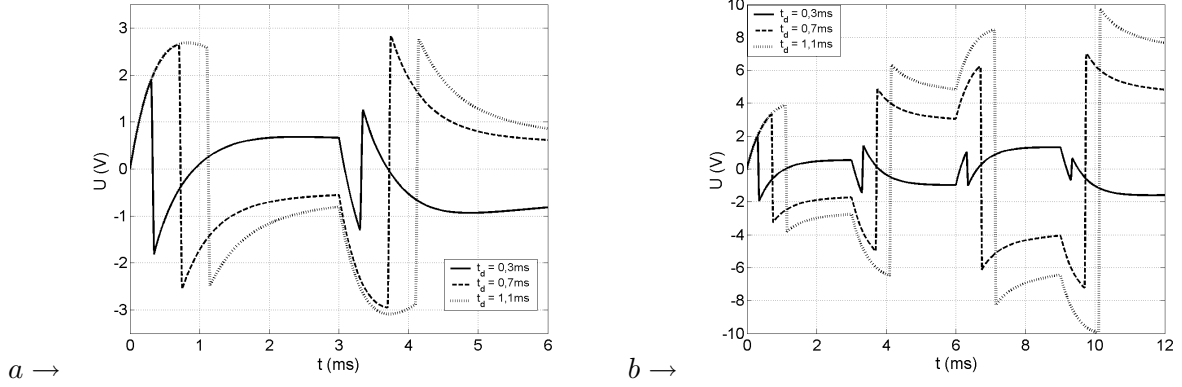 3
2
1
0
-1
-2
-3
U (V)
0 1 2 3 4 5 6
t (ms)
t_d = 0,3ms
t_d = 0,7ms
t_d = 1,1ms
a →
10
8
6
4
2
0
-2
-4
-6
-8
-10
U (V)
0 2 4 6 8 10 12
t (ms)
t_d = 0,3ms
t_d = 0,7ms
t_d = 1,1ms
b →